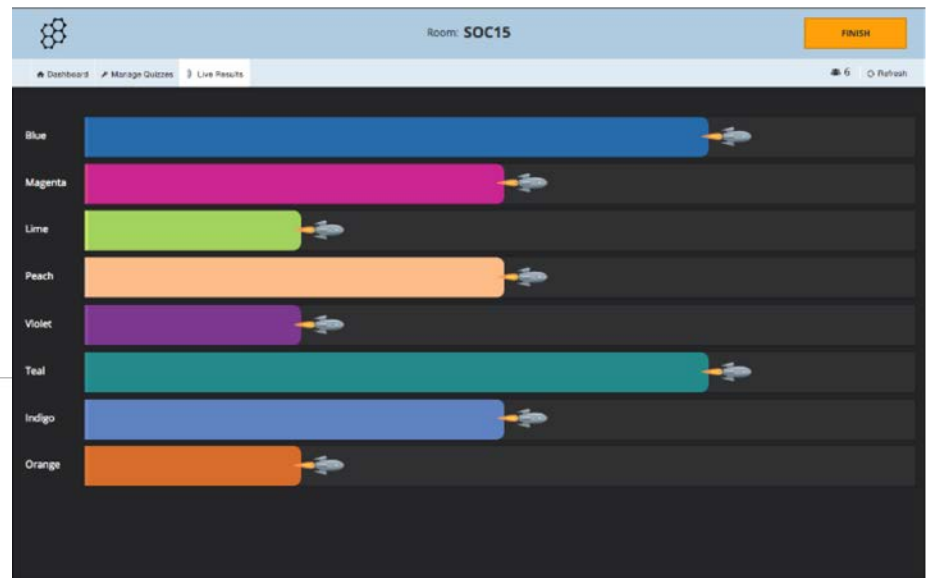 Room: SOC15
FINISH
Dashboard Manage Quizzes Live Results 6 Refresh
Blue
Magenta
Lime
Peach
Violet
Teal
Indigo
Orange